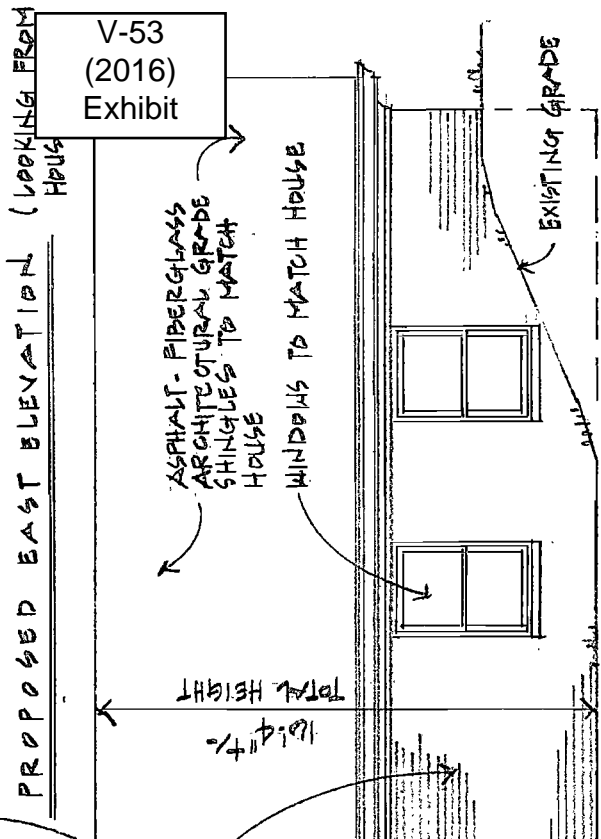 V-53
(2016)
Exhibit
PROPOSED EAST ELEVATION (LOOKING FROM
HOUS
ASPHALT-FIBERGLASS
ARCHITECTURAL GRADE
SHINGLES TO MATCH
HOUSE
WINDOWS TO MATCH HOUSE
EXISTING GRADE
16'-9" +/-
TOTAL HEIGHT